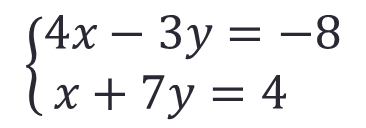 4x − 3y = −8
x + 7y = 4